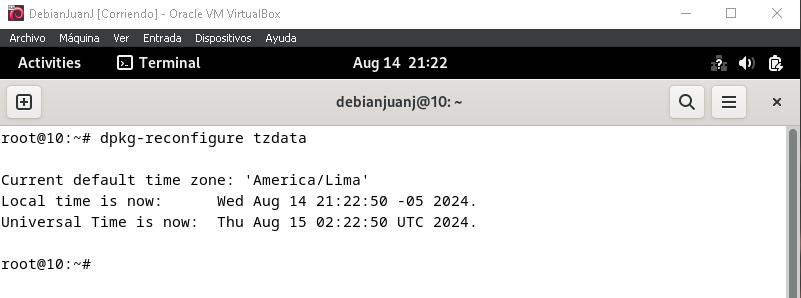 DebianJuanJ [Corriendo] - Oracle VM VirtualBox
Archivo Máquina Ver Entrada Dispositivos Ayuda
Activities Terminal Aug 14 21:22
debianjuanj@10: ~
root@10:~# dpkg-reconfigure tzdata
Current default time zone: 'America/Lima'
Local time is now:      Wed Aug 14 21:22:50 -05 2024.
Universal Time is now:  Thu Aug 15 02:22:50 UTC 2024.
root@10:~#